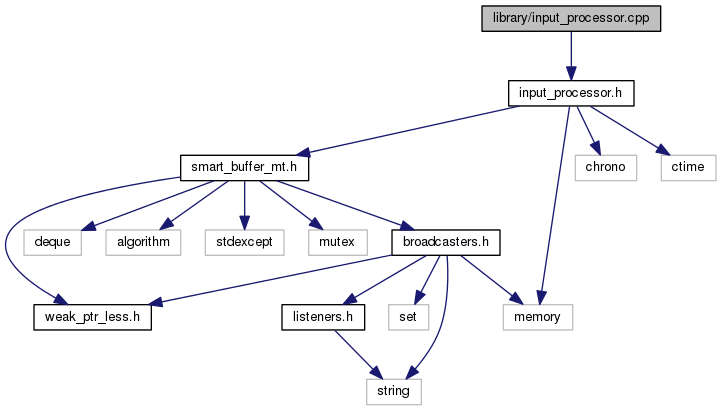 library/input_processor.cpp
input_processor.h
smart_buffer_mt.h
chrono
ctime
deque
algorithm
stdexcept
mutex
broadcasters.h
weak_ptr_less.h
listeners.h
set
memory
string